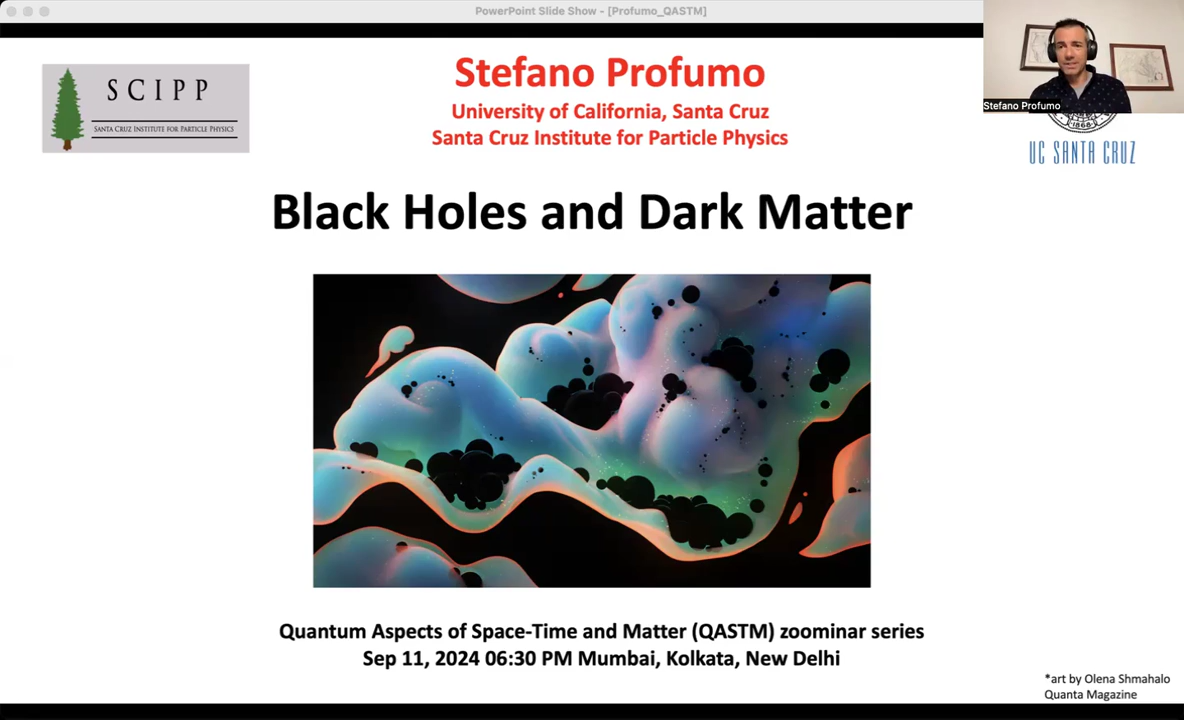 PowerPoint Slide Show - [Profumo_QASTM]
SCIPP
SANTA CRUZ INSTITUTE FOR PARTICLE PHYSICS
Stefano Profumo
University of California, Santa Cruz
Santa Cruz Institute for Particle Physics
Stefano Profumo
1868
UC SANTA CRUZ
Black Holes and Dark Matter
Quantum Aspects of Space-Time and Matter (QASTM) zoominar series
Sep 11, 2024 06:30 PM Mumbai, Kolkata, New Delhi
*art by Olena Shmahalo
Quanta Magazine